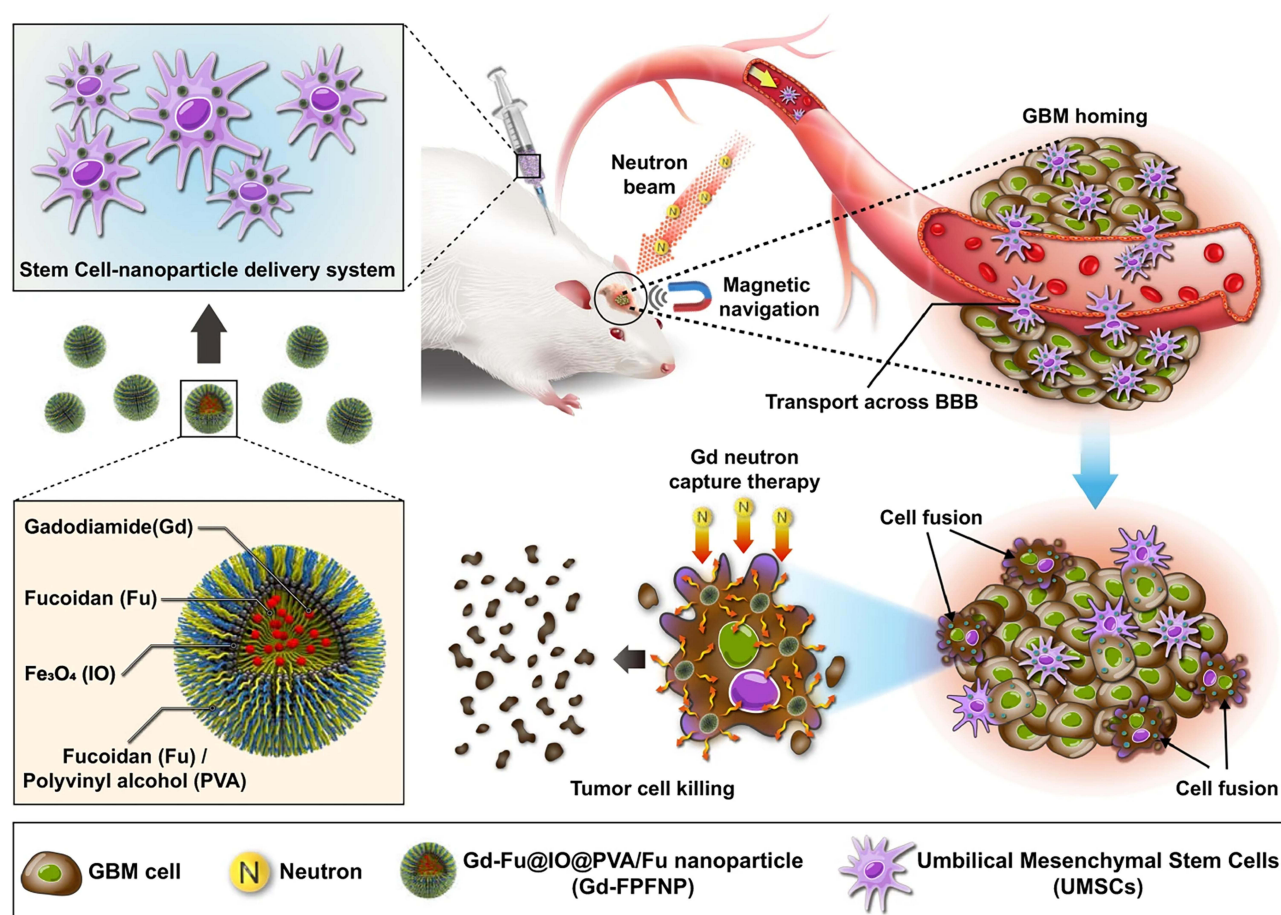 Stem Cell-nanoparticle delivery system
Gadodiamide(Gd)
Fucoidan (Fu)
Fe₃O₄ (IO)
Fucoidan (Fu) /
Polyvinyl alcohol (PVA)
Neutron
beam
N
N
N
N
Magnetic
navigation
GBM homing
Transport across BBB
Gd neutron
capture therapy
N
N
N
Cell fusion
Cell fusion
Tumor cell killing
GBM cell
N
Neutron
Gd-Fu@IO@PVA/Fu nanoparticle
(Gd-FPFNP)
Umbilical Mesenchymal Stem Cells
(UMSCs)